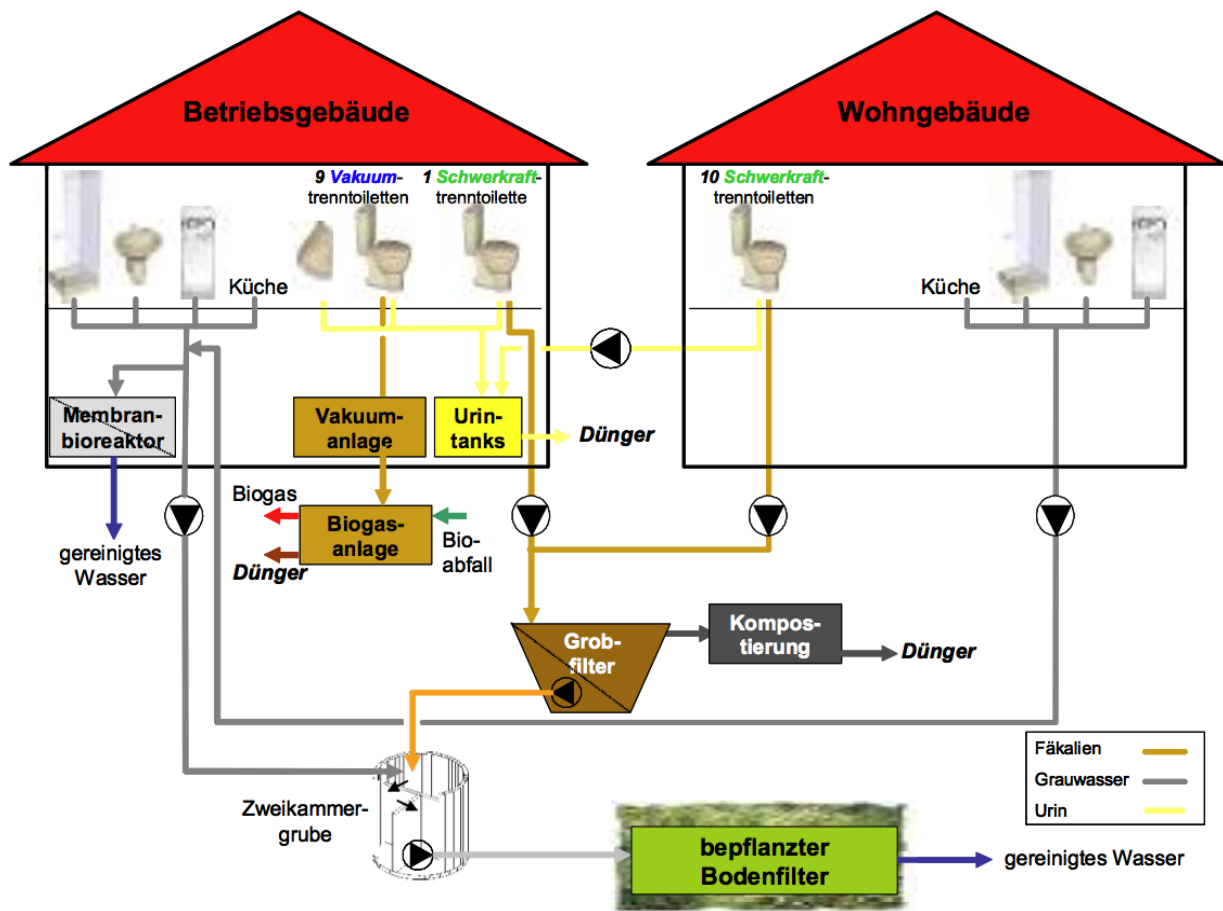 Betriebsgebäude
Wohngebäude
9 Vakuum-
trenntoiletten
1 Schwerkraft-
trenntoilette
10 Schwerkraft-
trenntoiletten
Küche
Küche
Membran-
bioreaktor
Vakuum-
anlage
Urin-
tanks
Dünger
Biogas
Biogas-
anlage
Bio-
abfall
Dünger
gereinigtes
Wasser
Grob-
filter
Kompos-
tierung
Dünger
Fäkalien
Grauwasser
Urin
Zweikammer-
grube
bepflanzter
Bodenfilter
gereinigtes Wasser